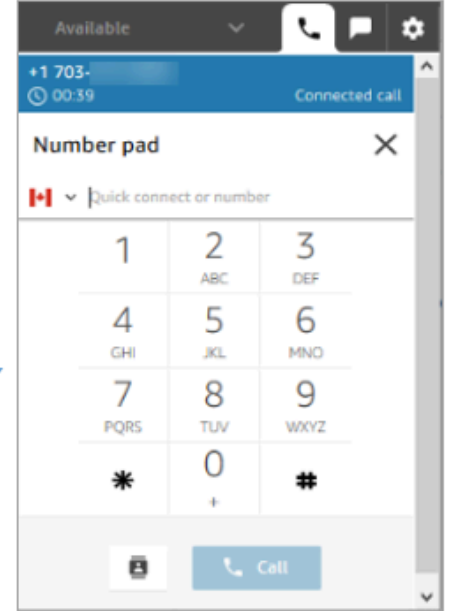 Available
+1 703-
00:39 Connected call
Number pad
Quick connect or number
1 2 3
ABC DEF
4 5 6
GHI JKL MNO
7 8 9
PQRS TUV WXYZ
* 0 #
+
Call